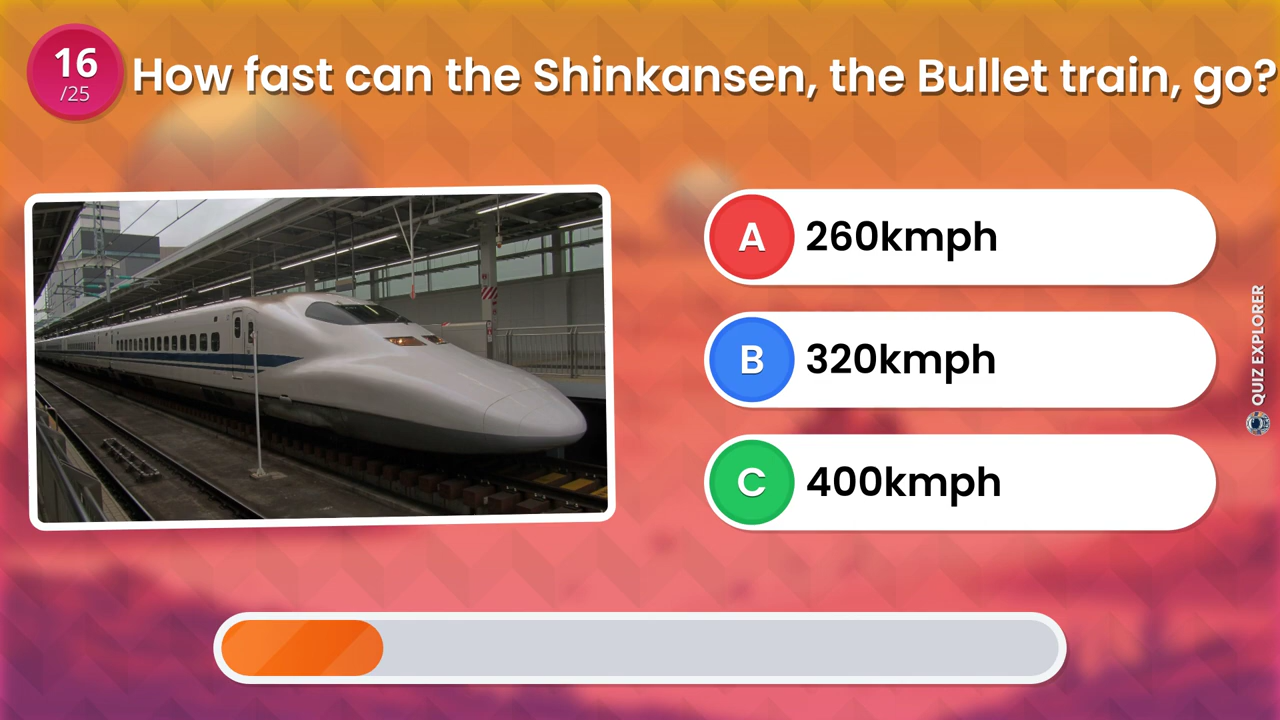 16
/25
How fast can the Shinkansen, the Bullet train, go?
A
260kmph
B
320kmph
C
400kmph
QUIZ EXPLORER